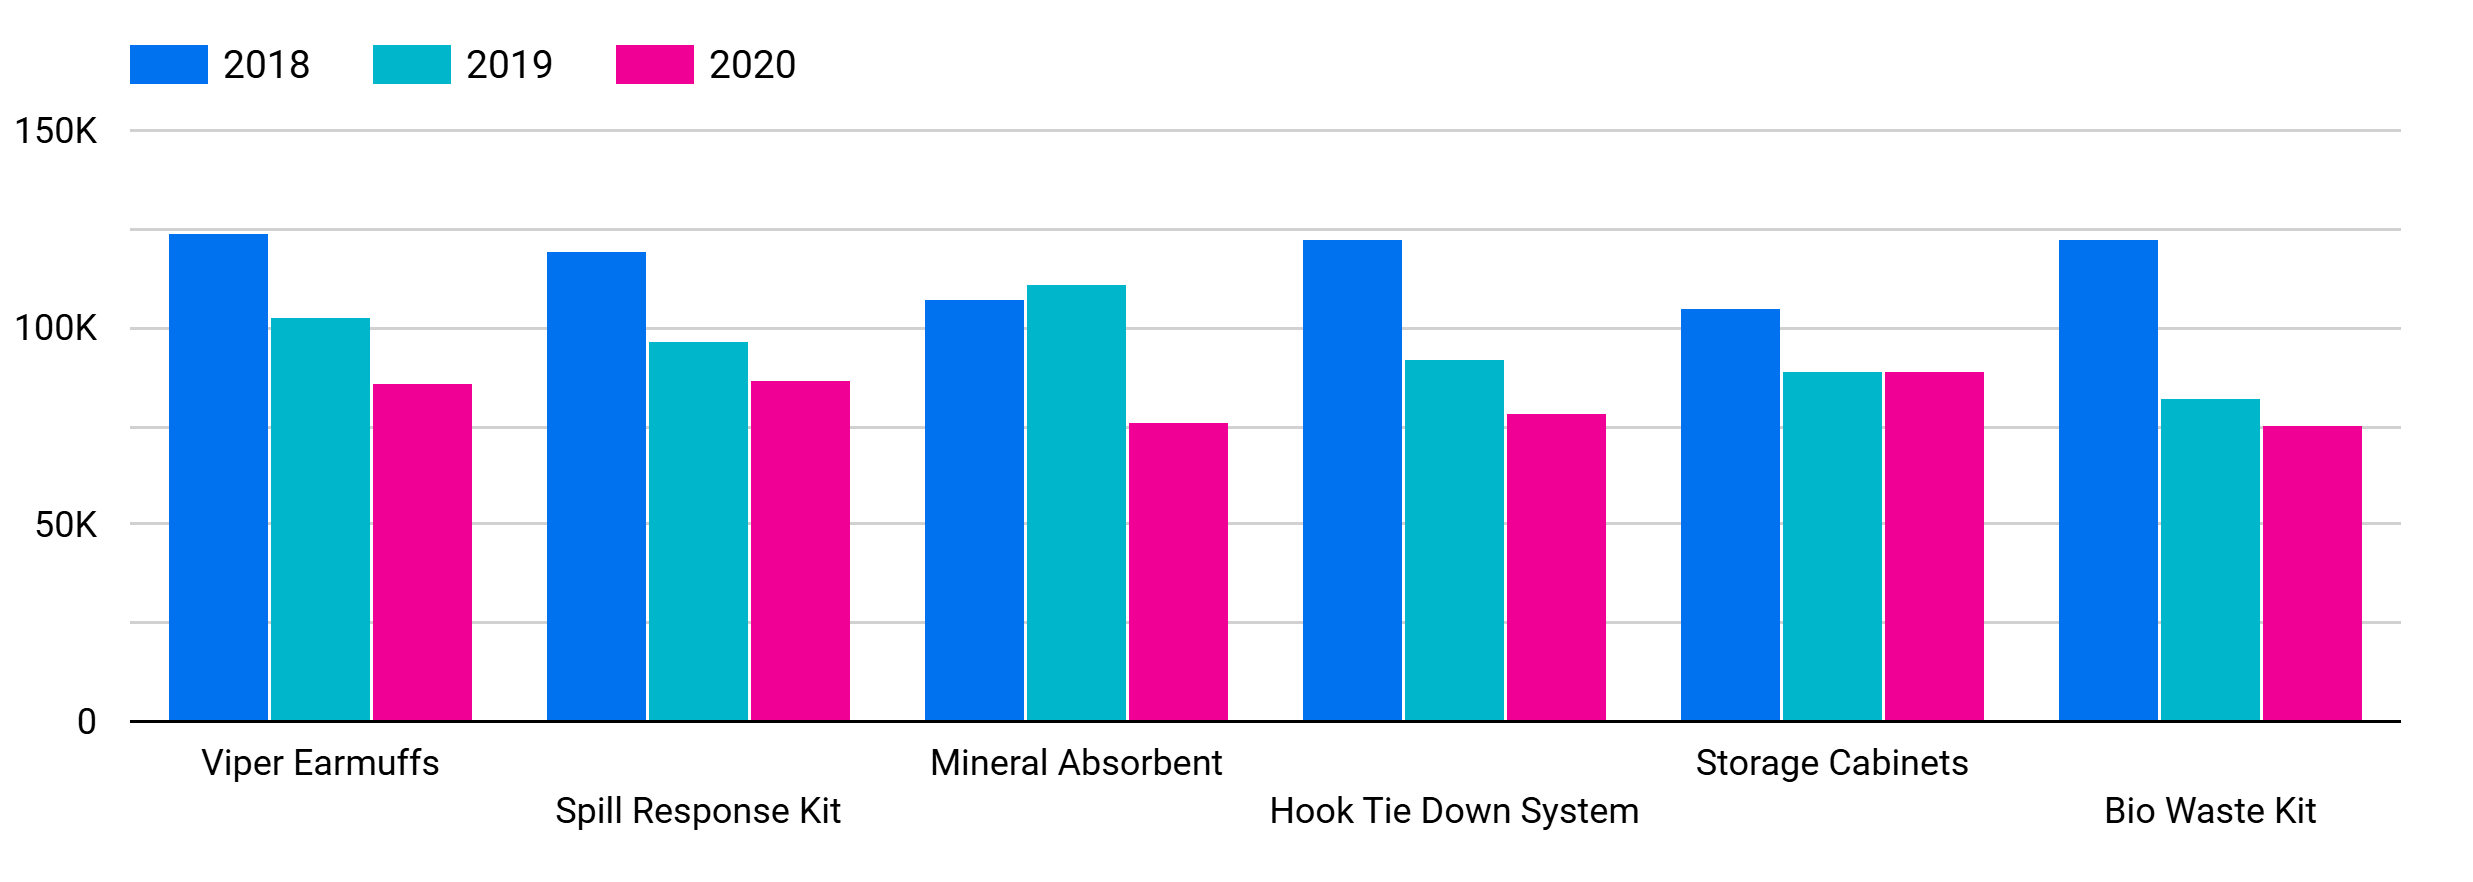 2018 2019 2020
150K
100K
50K
0
Viper Earmuffs Mineral Absorbent Storage Cabinets
Spill Response Kit Hook Tie Down System Bio Waste Kit